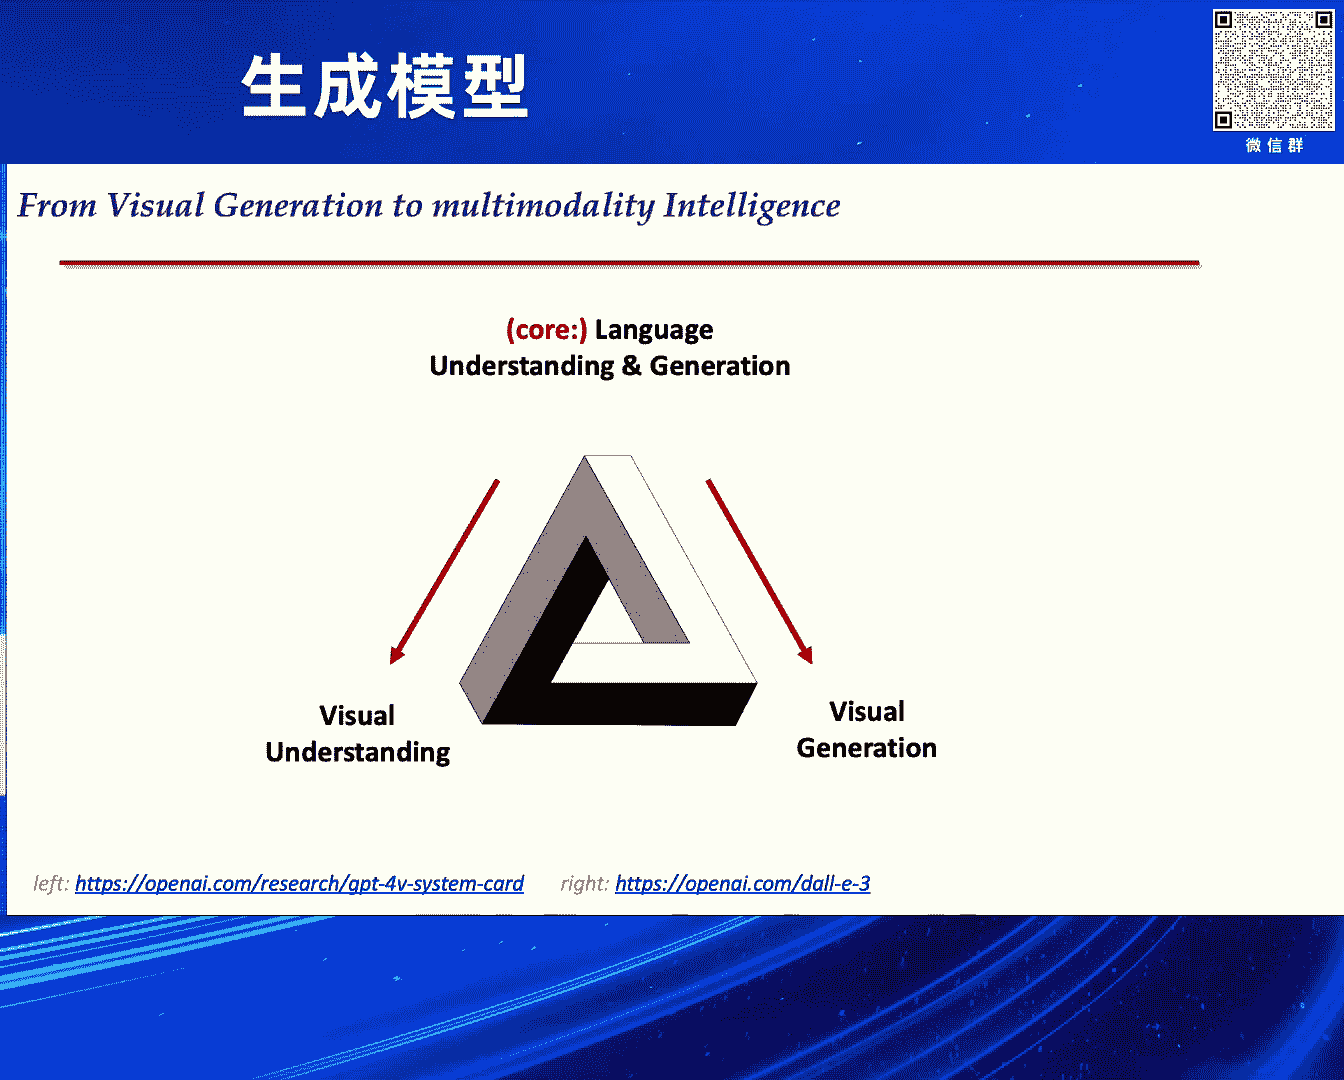 生成模型
微信群
From Visual Generation to multimodality Intelligence
(core:) Language
Understanding & Generation
Visual
Understanding
Visual
Generation
left: https://openai.com/research/gpt-4v-system-card right: https://openai.com/dall-e-3